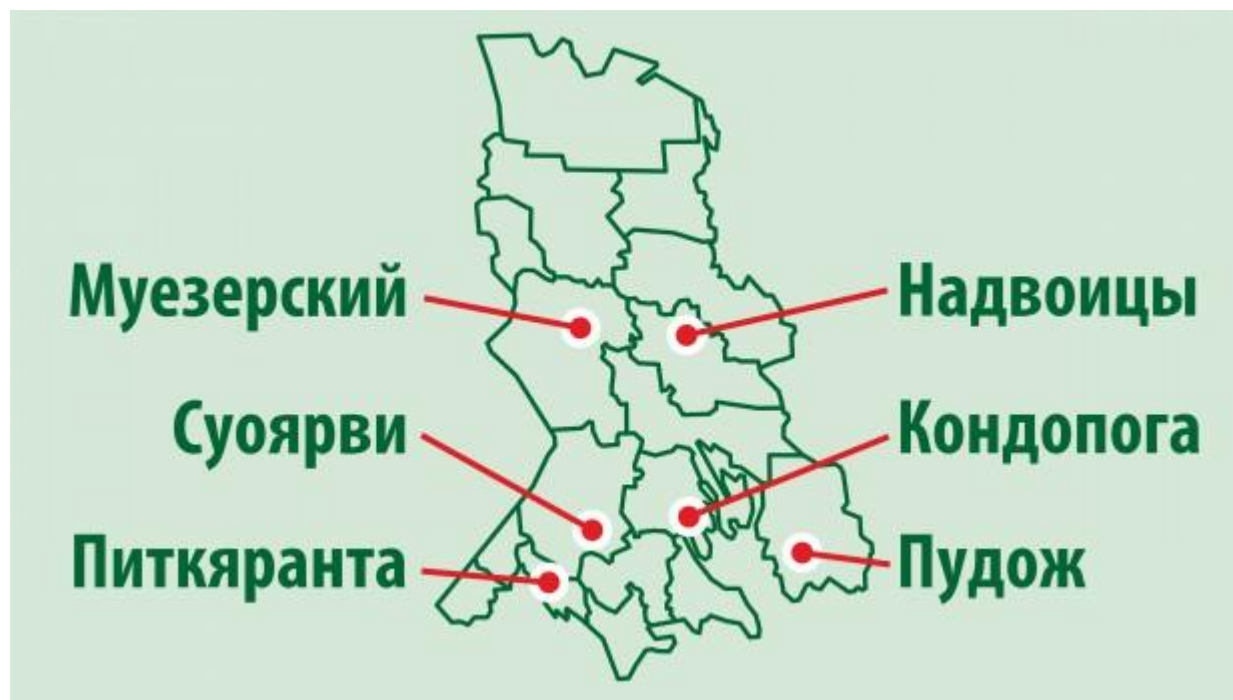 Муезерский
Надвоицы
Суоярви
Кондопога
Питкяранта
Пудож